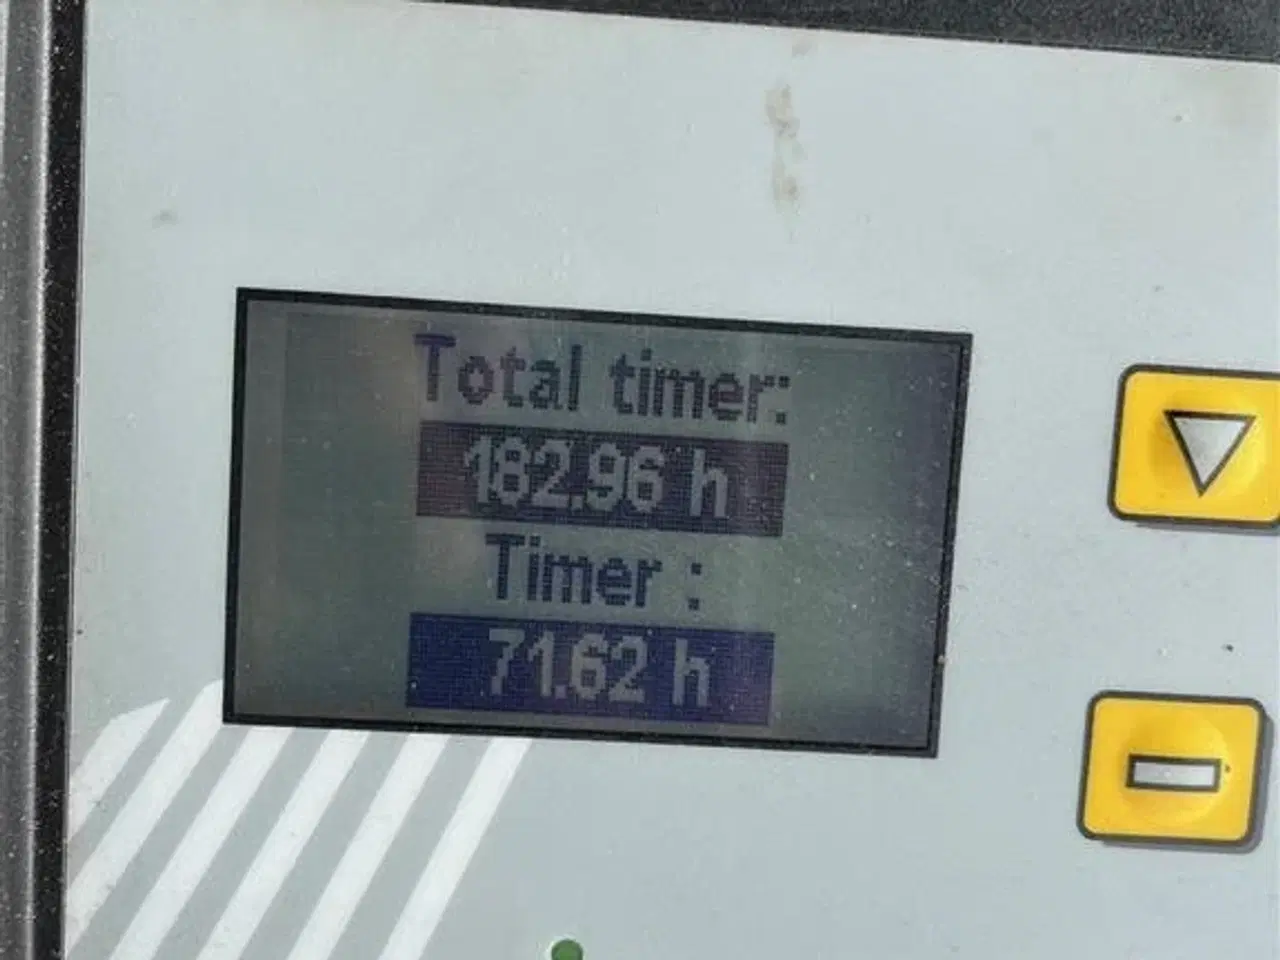 Total timer:
182.96 h
Timer :
71.62 h